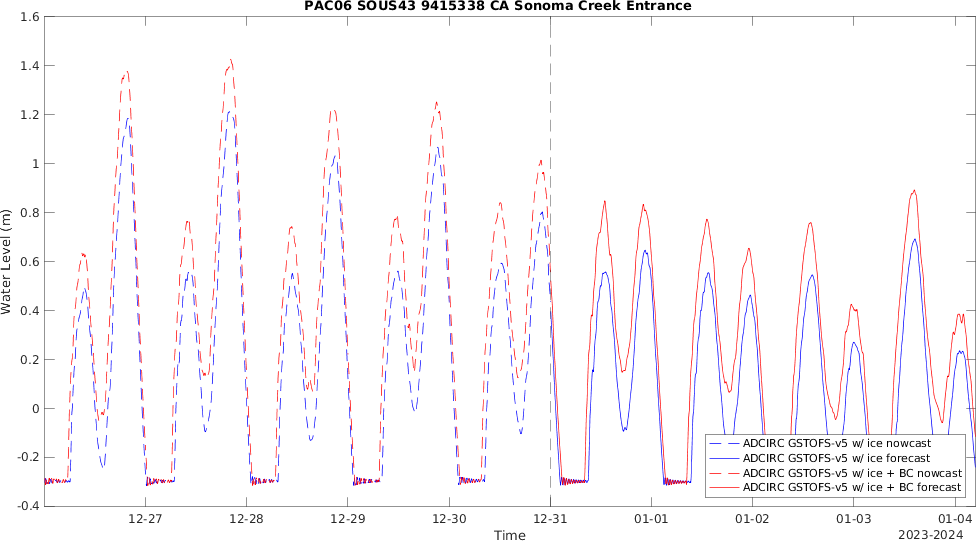 PAC06 SOUS43 9415338 CA Sonoma Creek Entrance
1.6
1.4
1.2
1
0.8
0.6
0.4
0.2
0
-0.2
-0.4
Water Level (m)
ADCIRC GSTOFS-v5 w/ ice nowcast
ADCIRC GSTOFS-v5 w/ ice forecast
ADCIRC GSTOFS-v5 w/ ice + BC nowcast
ADCIRC GSTOFS-v5 w/ ice + BC forecast
12-27 12-28 12-29 12-30 12-31 01-01 01-02 01-03 01-04
Time
2023-2024